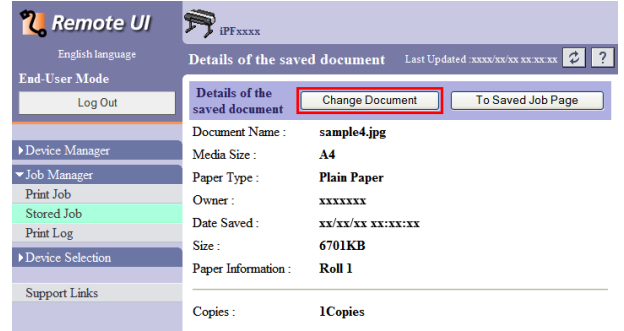 Remote UI
English language
End-User Mode
Log Out
Device Manager
Job Manager
Print Job
Stored Job
Print Log
Device Selection
Support Links
iPFxxxx
Details of the saved document Last Updated :xxxx/xx/xx xx:xx:xx ?
Details of the
saved document
Change Document To Saved Job Page
Document Name : sample4.jpg
Media Size : A4
Paper Type : Plain Paper
Owner : xxxxxxx
Date Saved : xx/xx/xx xx:xx:xx
Size : 6701KB
Paper Information : Roll 1
Copies : 1Copies